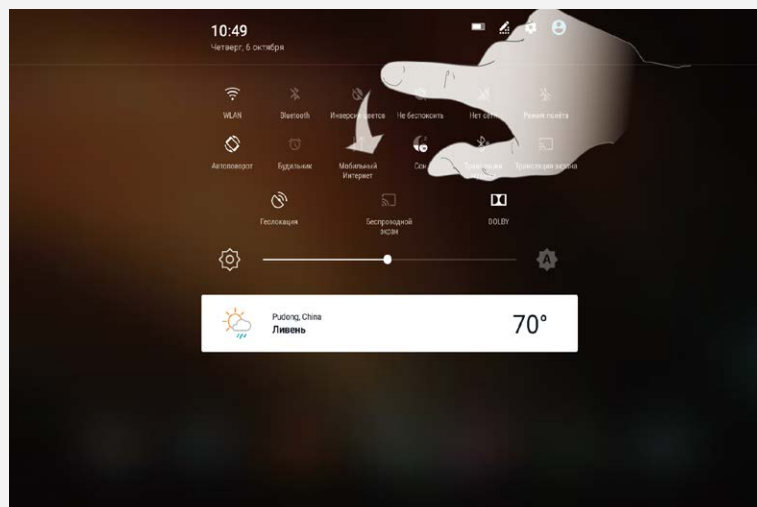 10:49
Четверг, 6 октября
WLAN
Bluetooth
Инверсия цветов
Не беспокоить
Нет сети
Режим полёта
Автоповорот
Будильник
Мобильный
Интернет
Сон
Трансляция
Трансляция экрана
Геолокация
Беспроводной
экран
DOLBY
A
Pudong, China
Ливень
70°